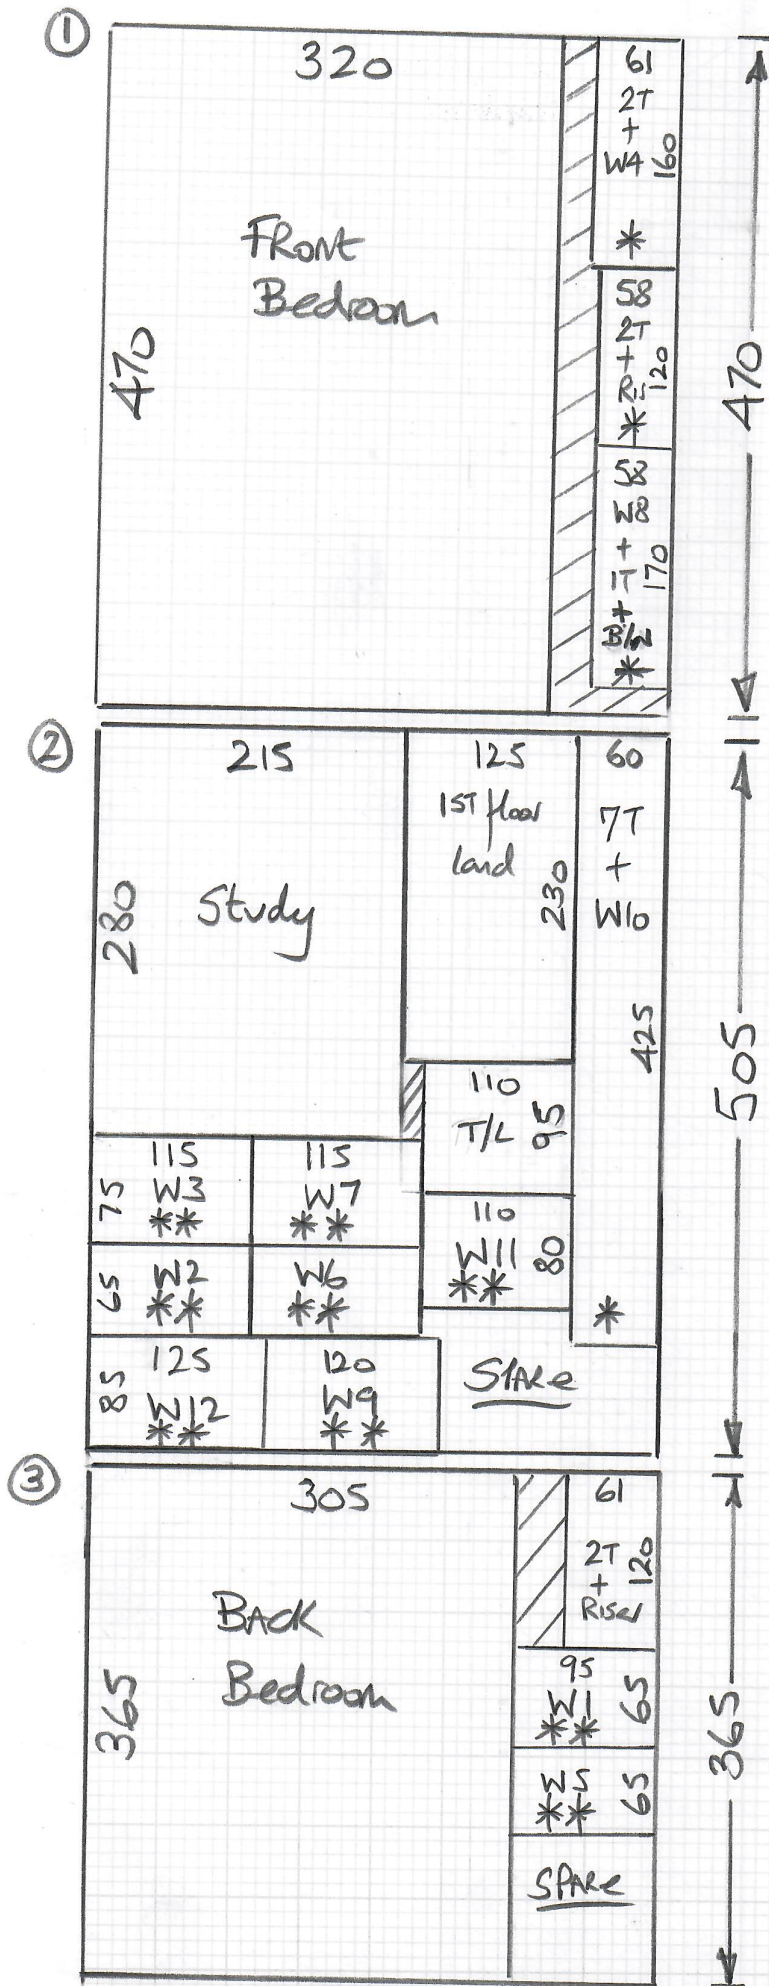 1
320
Front
Bedroom
470
61
2T
+
W4
160
*
58
2T
+
120
*
58
W8
+
1T
170
+
*
470
2
215
Study
280
125
1ST floor
land
230
60
7T
+
W10
425
*
110
T/L
95
110
W11
80
**
115
W3
75
**
115
W7
**
W2
65
**
W6
**
125
W12
85
**
120
W9
**
SPARe
505
3
305
Back
Bedroom
365
61
2T
+
Riser
120
95
W1
65
**
W5
65
**
SPARe
365